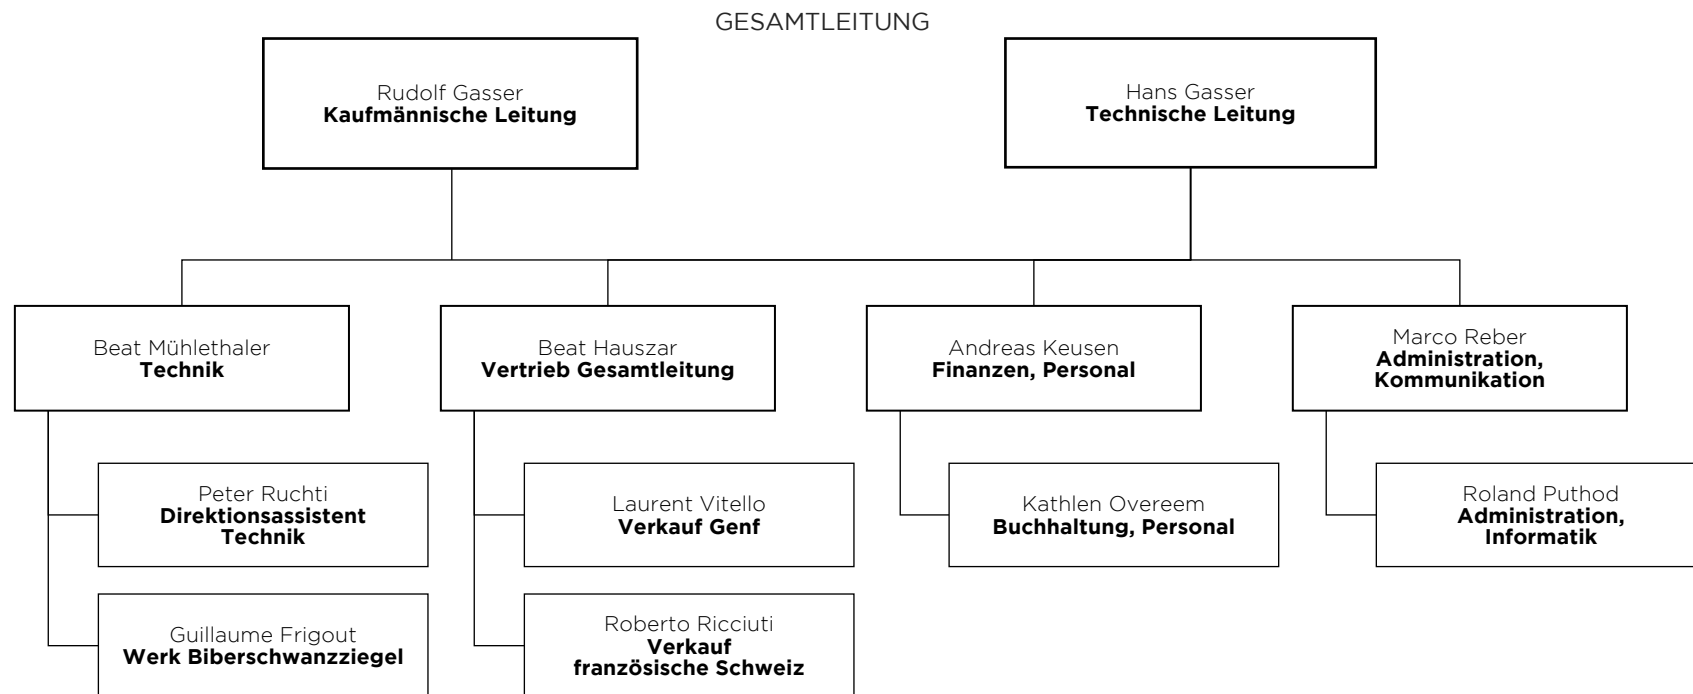 GESAMTLEITUNG
Rudolf Gasser
Kaufmännische Leitung
Hans Gasser
Technische Leitung
Beat Mühlethaler
Technik
Beat Hauszar
Vertrieb Gesamtleitung
Andreas Keusen
Finanzen, Personal
Marco Reber
Administration,
Kommunikation
Peter Ruchti
Direktionsassistent
Technik
Laurent Vitello
Verkauf Genf
Kathlen Overeem
Buchhaltung, Personal
Roland Puthod
Administration,
Informatik
Guillaume Frigout
Werk Biberschwanzziegel
Roberto Ricciuti
Verkauf
französische Schweiz